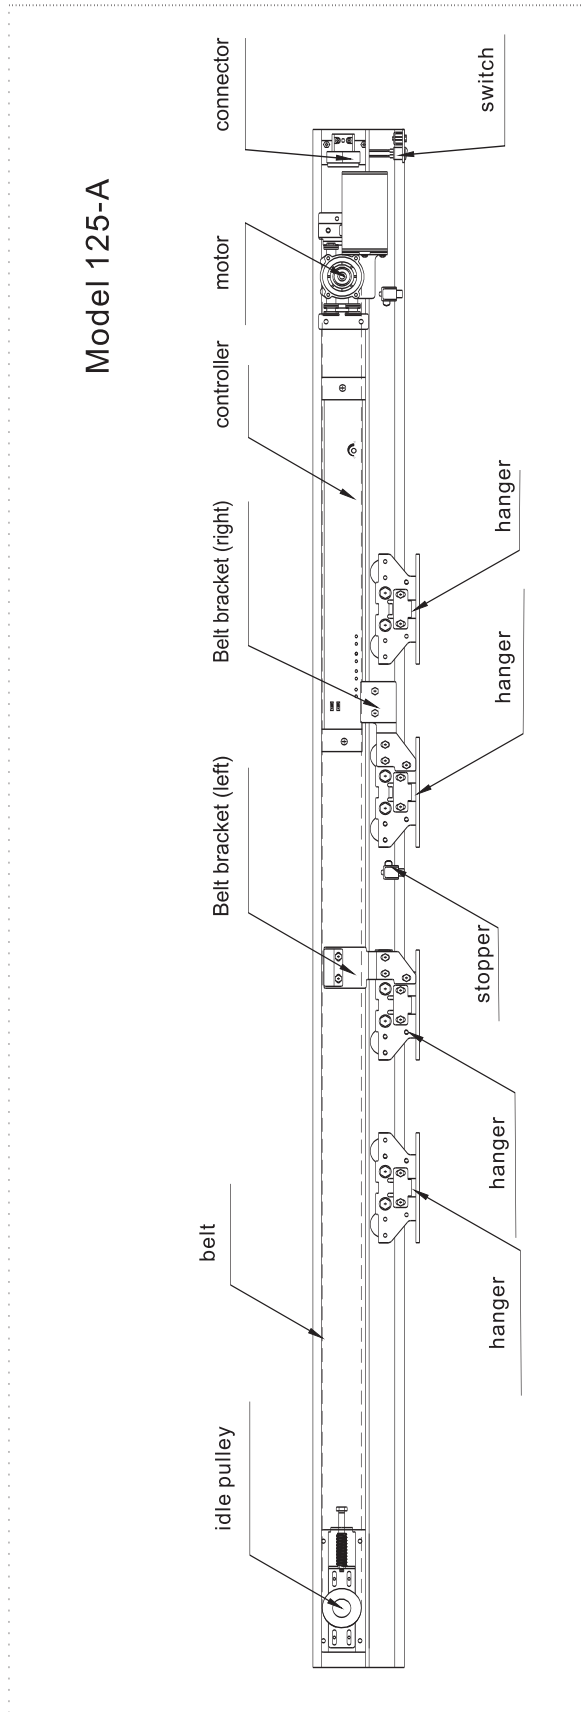 Model 125-A
idle pulley
belt
Belt bracket (left)
Belt bracket (right)
controller
motor
connector
hanger
hanger
stopper
hanger
hanger
switch